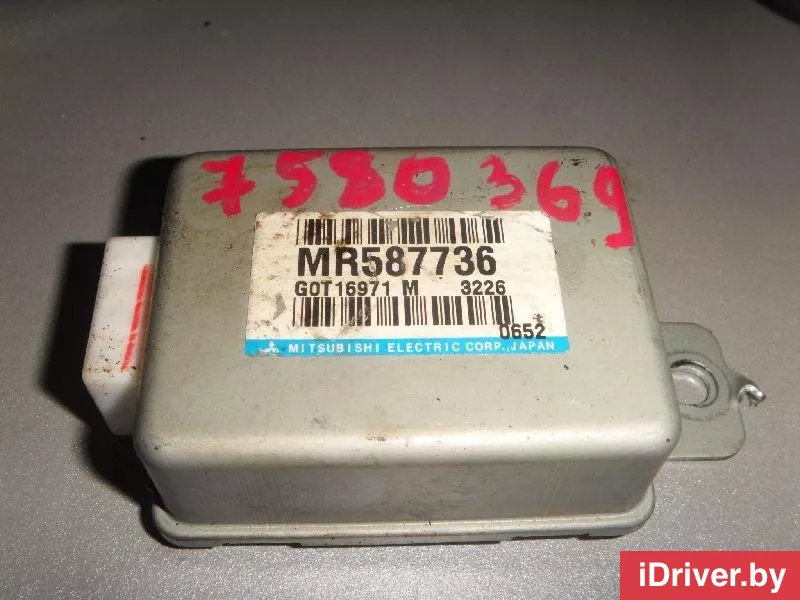 7580369
MR587736
G0T16971 M 3226
0652
MITSUBISHI ELECTRIC CORP.,JAPAN
iDriver.by